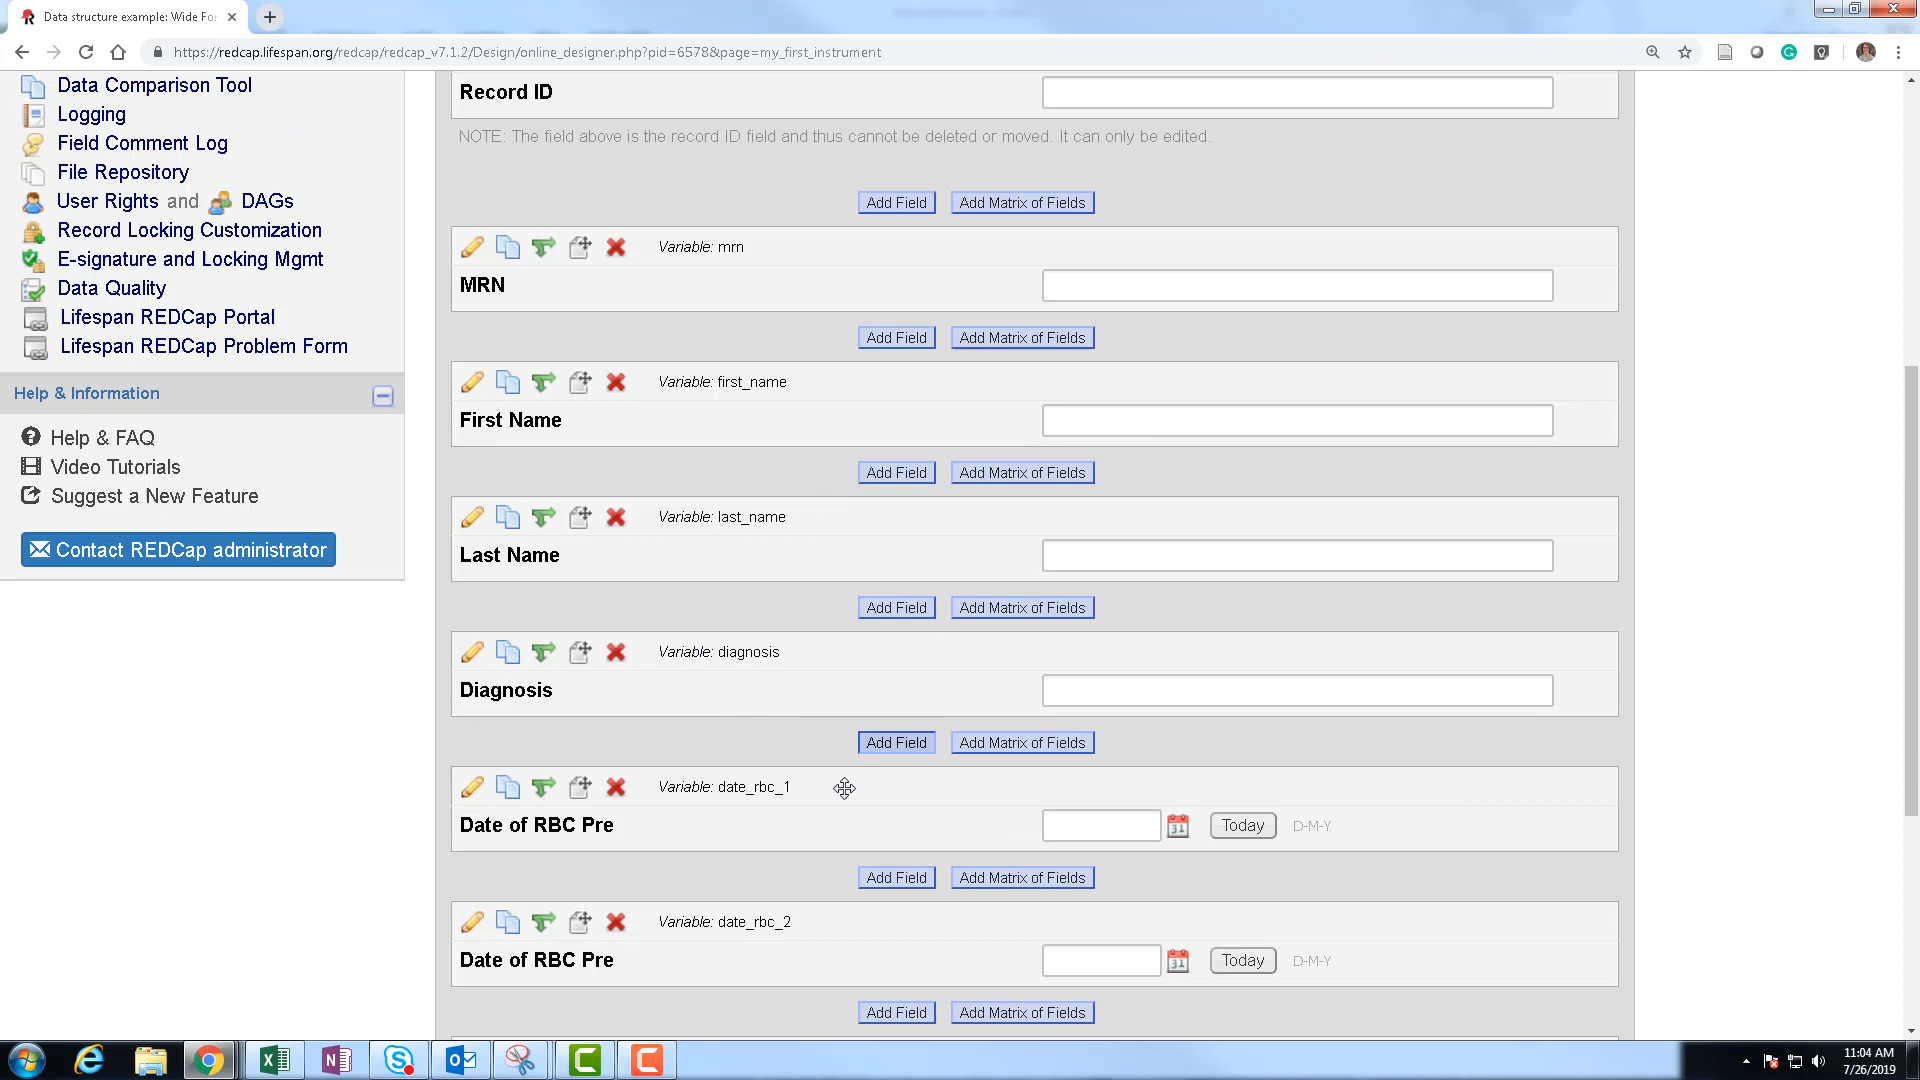 Data structure example: Wide For
https://redcap.lifespan.org/redcap/redcap_v7.1.2/Design/online_designer.php?pid=6578&page=my_first_instrument
Data Comparison Tool
Logging
Field Comment Log
File Repository
User Rights and DAGs
Record Locking Customization
E-signature and Locking Mgmt
Data Quality
Lifespan REDCap Portal
Lifespan REDCap Problem Form
Help & Information
Help & FAQ
Video Tutorials
Suggest a New Feature
Contact REDCap administrator
Record ID
NOTE: The field above is the record ID field and thus cannot be deleted or moved. It can only be edited.
Add Field Add Matrix of Fields
Variable: mrn
MRN
Add Field Add Matrix of Fields
Variable: first_name
First Name
Add Field Add Matrix of Fields
Variable: last_name
Last Name
Add Field Add Matrix of Fields
Variable: diagnosis
Diagnosis
Add Field Add Matrix of Fields
Variable: date_rbc_1
Date of RBC Pre 31 Today D-M-Y
Add Field Add Matrix of Fields
Variable: date_rbc_2
Date of RBC Pre 31 Today D-M-Y
Add Field Add Matrix of Fields
11:04 AM
7/26/2019